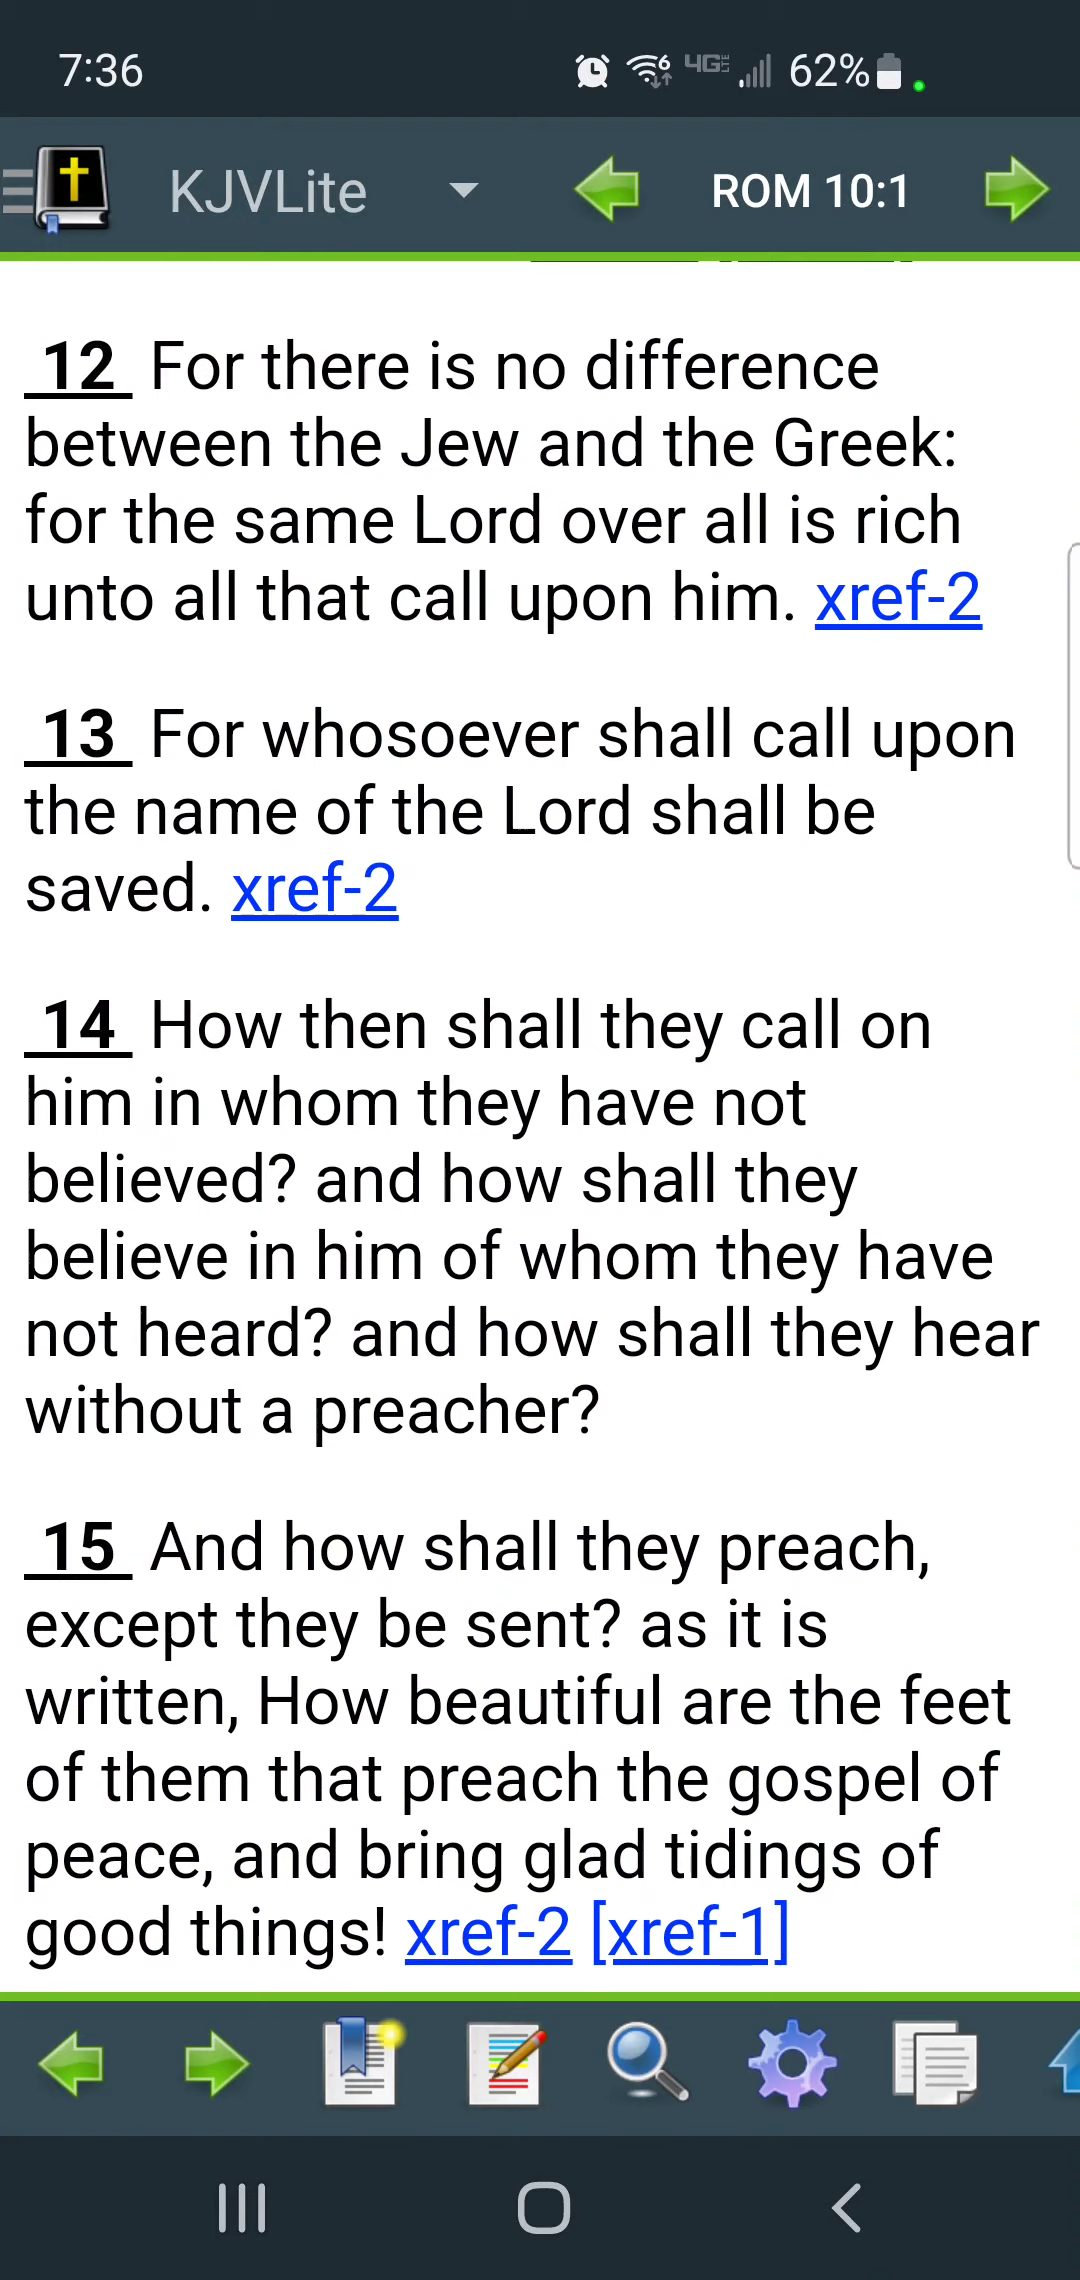 7:36 6 4G LTE 62%
KJVLite ROM 10:1
12 For there is no difference
between the Jew and the Greek:
for the same Lord over all is rich
unto all that call upon him. xref-2
13 For whosoever shall call upon
the name of the Lord shall be
saved. xref-2
14 How then shall they call on
him in whom they have not
believed? and how shall they
believe in him of whom they have
not heard? and how shall they hear
without a preacher?
15 And how shall they preach,
except they be sent? as it is
written, How beautiful are the feet
of them that preach the gospel of
peace, and bring glad tidings of
good things! xref-2 [xref-1]